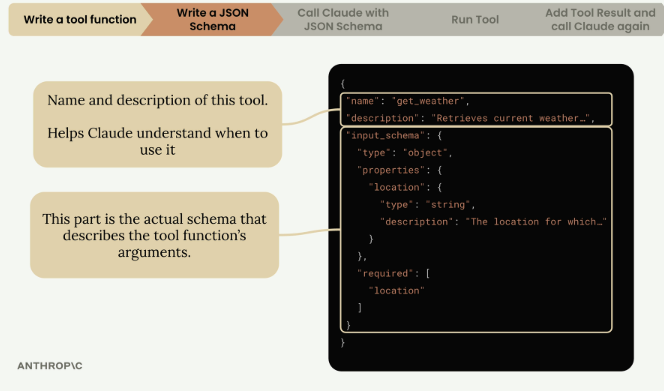 Write a tool function
Write a JSON
Schema
Call Claude with
JSON Schema
Run Tool
Add Tool Result and
call Claude again
Name and description of this tool.
Helps Claude understand when to
use it
This part is the actual schema that
describes the tool function's
arguments.
{
"name": "get_weather",
"description": "Retrieves current weather…",
"input_schema": {
"type": "object",
"properties": {
"location": {
"type": "string",
"description": "The location for which…"
}
},
"required": [
"location"
]
}
}
ANTHROP\C